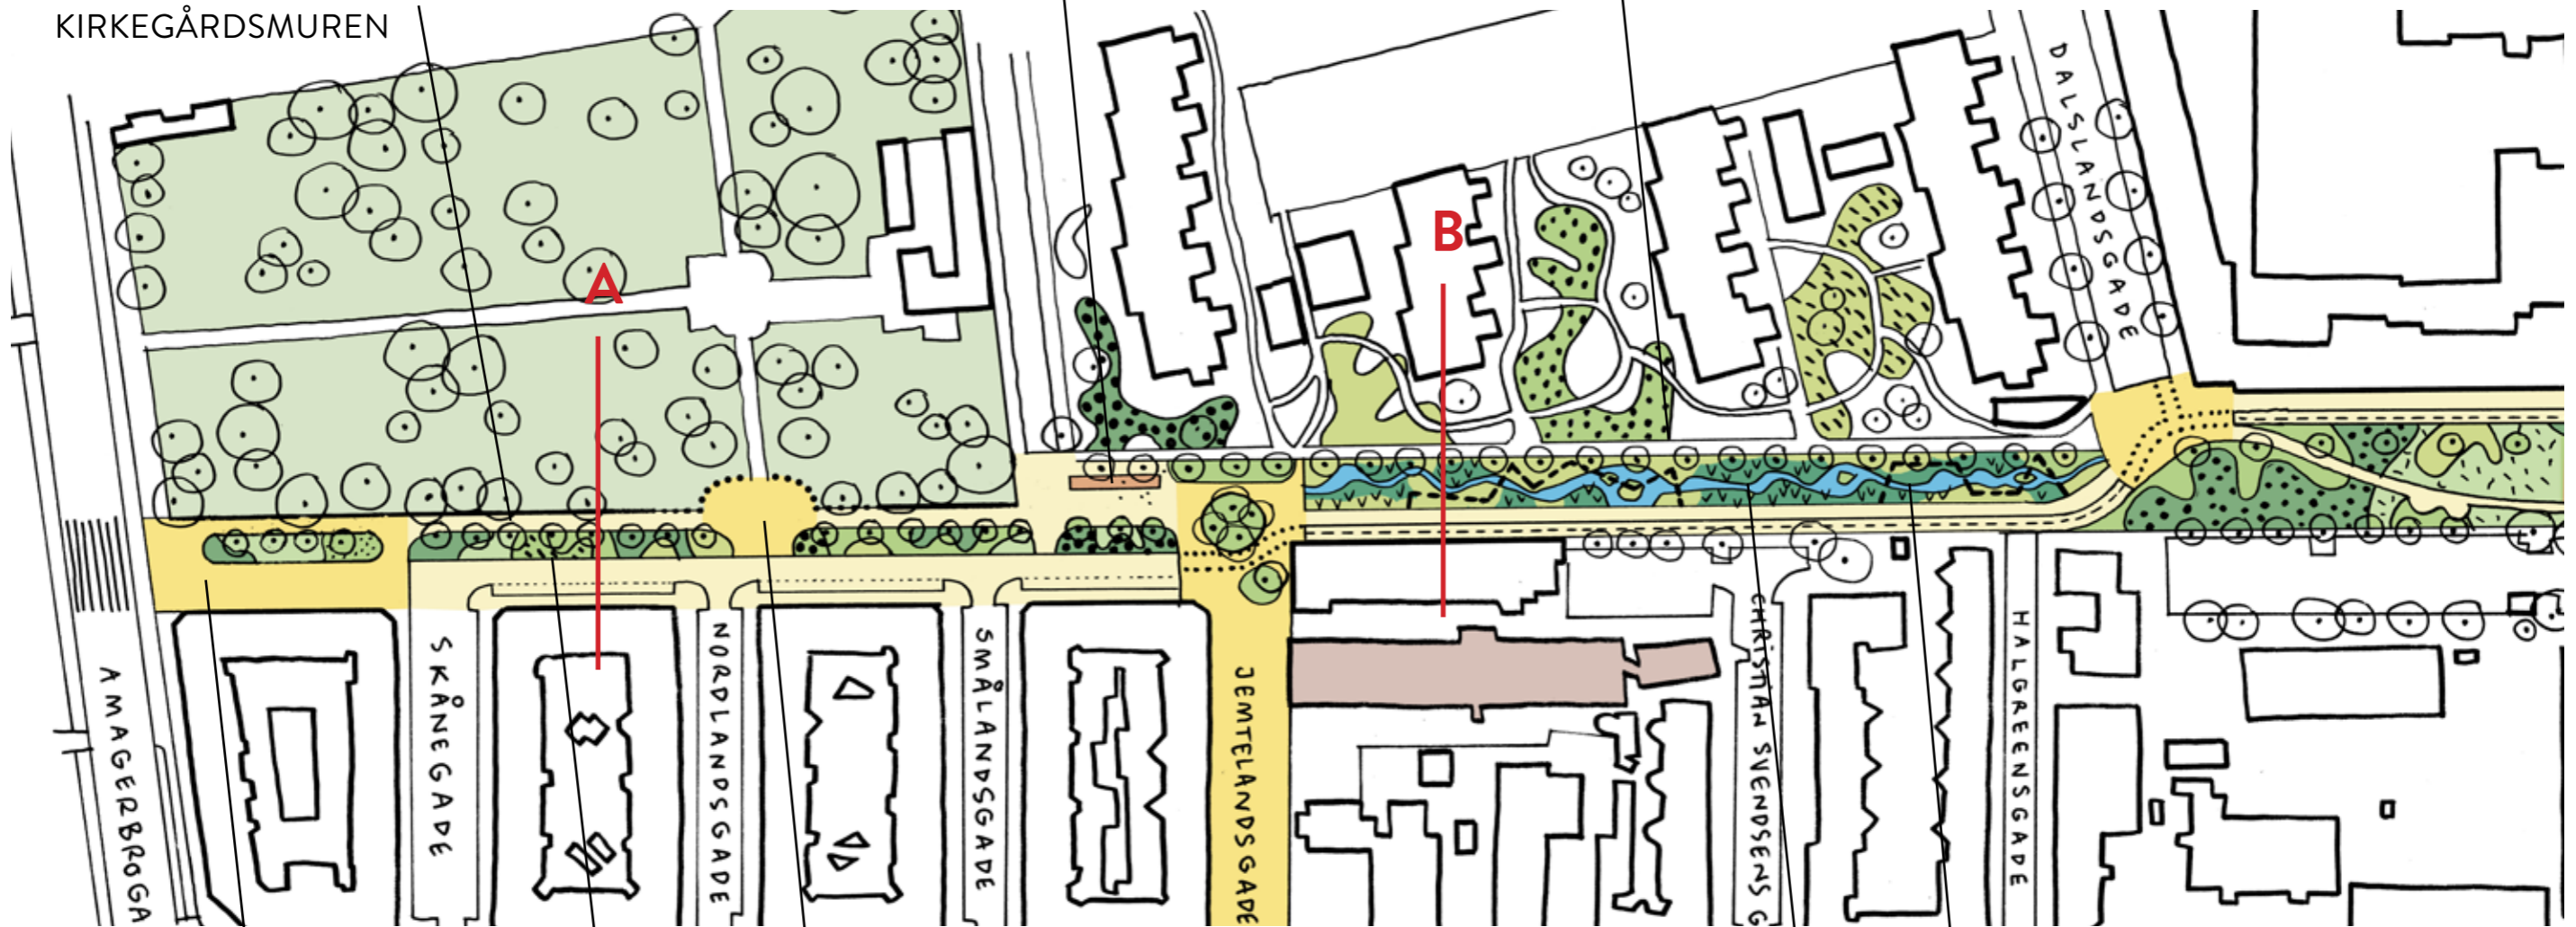 KIRKEGÅRDSMUREN
DALSLANDSGADE
A
B
AMAGERBROGA
SKÅNEGADE
NORDLANDSGADE
SMÅLANDSGADE
JEMTELANDSGADE
CHRISTIAN SVENDSENS G
HALGREENSGADE